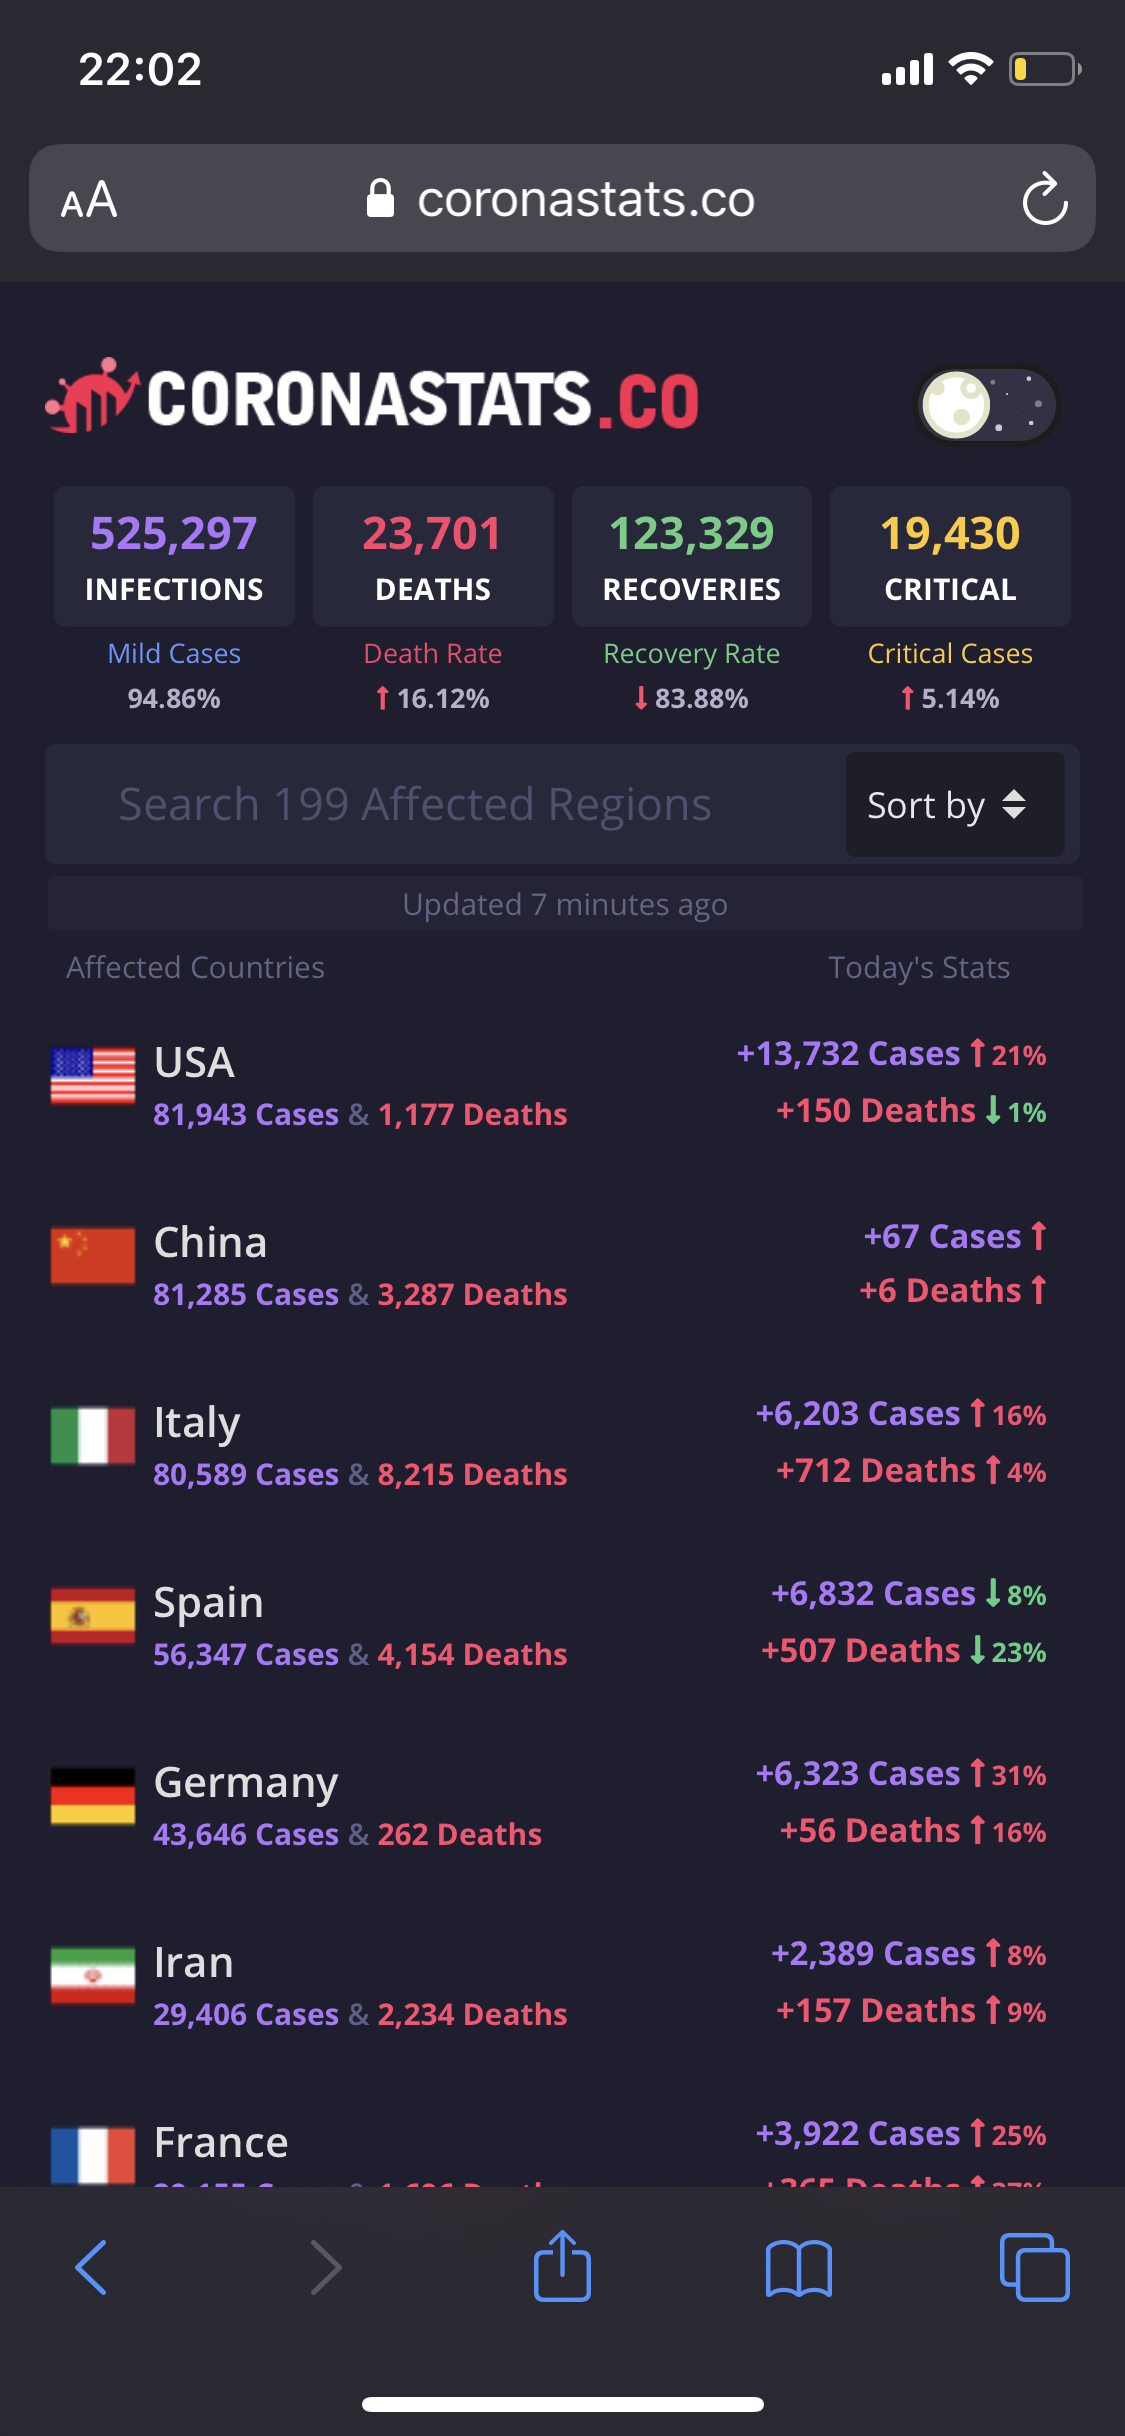 22:02
AA
coronastats.co
CORONASTATS.CO
525,297 23,701 123,329 19,430
INFECTIONS DEATHS RECOVERIES CRITICAL
Mild Cases Death Rate Recovery Rate Critical Cases
94.86% 16.12% 83.88% 5.14%
Search 199 Affected Regions Sort by
Updated 7 minutes ago
Affected Countries Today's Stats
USA +13,732 Cases 21%
81,943 Cases & 1,177 Deaths +150 Deaths 1%
China +67 Cases
81,285 Cases & 3,287 Deaths +6 Deaths
Italy +6,203 Cases 16%
80,589 Cases & 8,215 Deaths +712 Deaths 4%
Spain +6,832 Cases 8%
56,347 Cases & 4,154 Deaths +507 Deaths 23%
Germany +6,323 Cases 31%
43,646 Cases & 262 Deaths +56 Deaths 16%
Iran +2,389 Cases 8%
29,406 Cases & 2,234 Deaths +157 Deaths 9%
France +3,922 Cases 25%